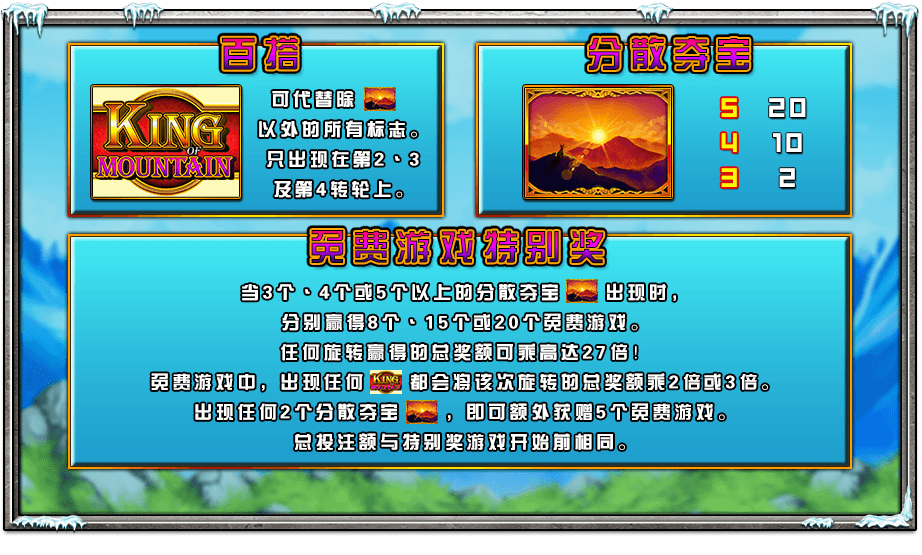 百搭
KING
OF
MOUNTAIN
可代替除
以外的所有标志。
只出现在第2、3
及第4转轮上。
分散夺宝
5 20
4 10
3 2
免费游戏特别奖
当3个、4个或5个以上的分散夺宝 出现时，
分别赢得8个、15个或20个免费游戏。
任何旋转赢得的总奖额可乘高达27倍！
免费游戏中，出现任何 KING MOUNTAIN 都会将该次旋转的总奖额乘2倍或3倍。
出现任何2个分散夺宝 ，即可额外获赠5个免费游戏。
总投注额与特别奖游戏开始前相同。